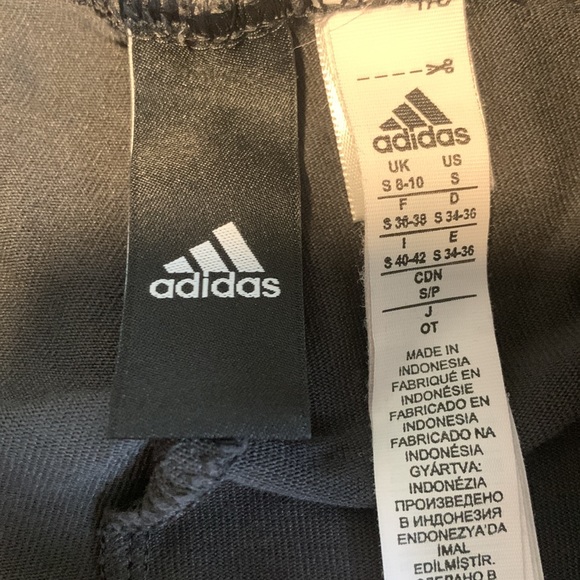 adidas
adidas
UK US
S 8-10 S
F D
S 36-38 S 34-36
I E
S 40-42 S 34-36
CDN
S/P
J
OT
MADE IN
INDONESIA
FABRIQUÉ EN
INDONÉSIE
FABRICADO EN
INDONESIA
FABRICADO NA
INDONÉSIA
GYÁRTVA:
INDONÉZIA
ПРОИЗВЕДЕНО
В ИНДОНЕЗИЯ
ENDONEZYA'DA
IMAL
EDİLMİŞTİR.